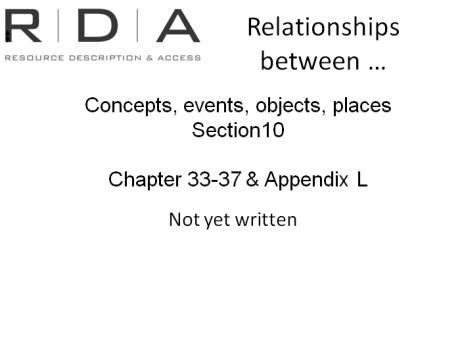 R | D | A
RESOURCE DESCRIPTION & ACCESS
Relationships
between ...
Concepts, events, objects, places
Section10
Chapter 33-37 & Appendix L
Not yet written